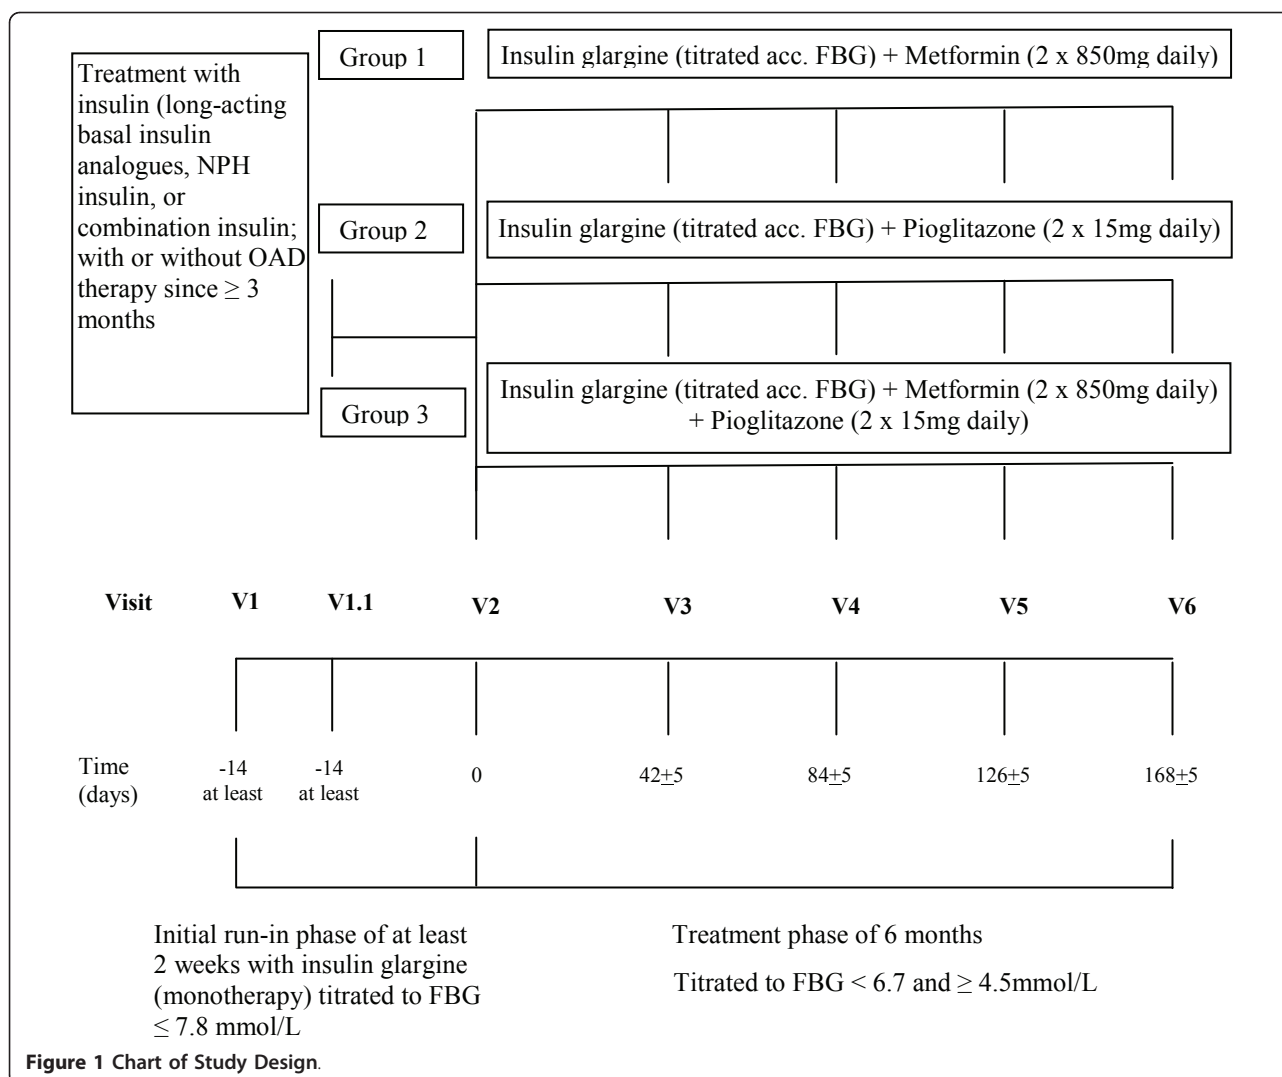 Treatment with
insulin (long-acting
basal insulin
analogues, NPH
insulin, or
combination insulin;
with or without OAD
therapy since ≥ 3
months
Group 1
Insulin glargine (titrated acc. FBG) + Metformin (2 x 850mg daily)
Group 2
Insulin glargine (titrated acc. FBG) + Pioglitazone (2 x 15mg daily)
Group 3
Insulin glargine (titrated acc. FBG) + Metformin (2 x 850mg daily)
+ Pioglitazone (2 x 15mg daily)
Visit V1 V1.1 V2 V3 V4 V5 V6
Time
(days)
-14
at least
-14
at least
0
42±5
84±5
126±5
168±5
Initial run-in phase of at least
2 weeks with insulin glargine
(monotherapy) titrated to FBG
≤ 7.8 mmol/L
Treatment phase of 6 months
Titrated to FBG < 6.7 and ≥ 4.5mmol/L
Figure 1 Chart of Study Design.